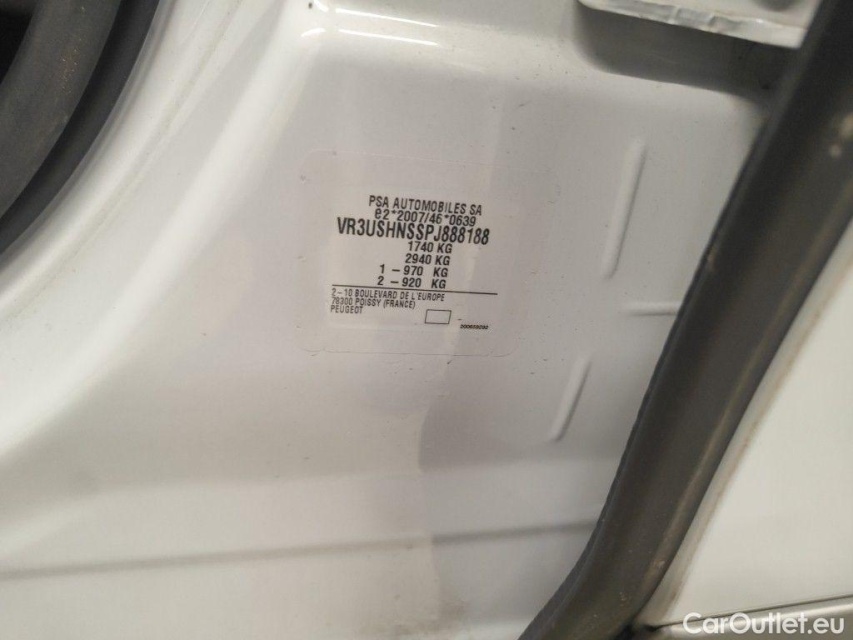 PSA AUTOMOBILES SA
e2*2007/46*0639
VR3USHNSSPJ888188
1740 KG
2940 KG
1 - 970 KG
2 - 920 KG
2 - 10 BOULEVARD DE L'EUROPE
78300 POISSY (FRANCE)
PEUGEOT
CarOutlet.eu